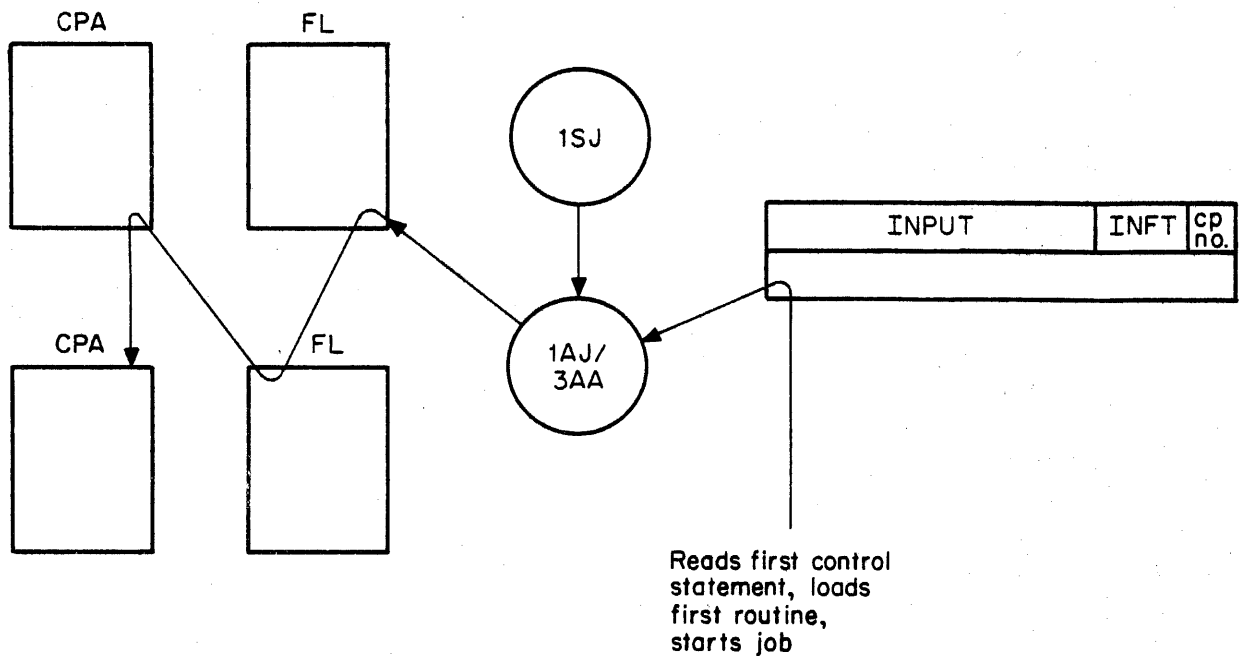 CPA
FL
1SJ
INPUT
INFT
cp
no.
CPA
FL
1AJ/
3AA
Reads first control
statement, loads
first routine,
starts job